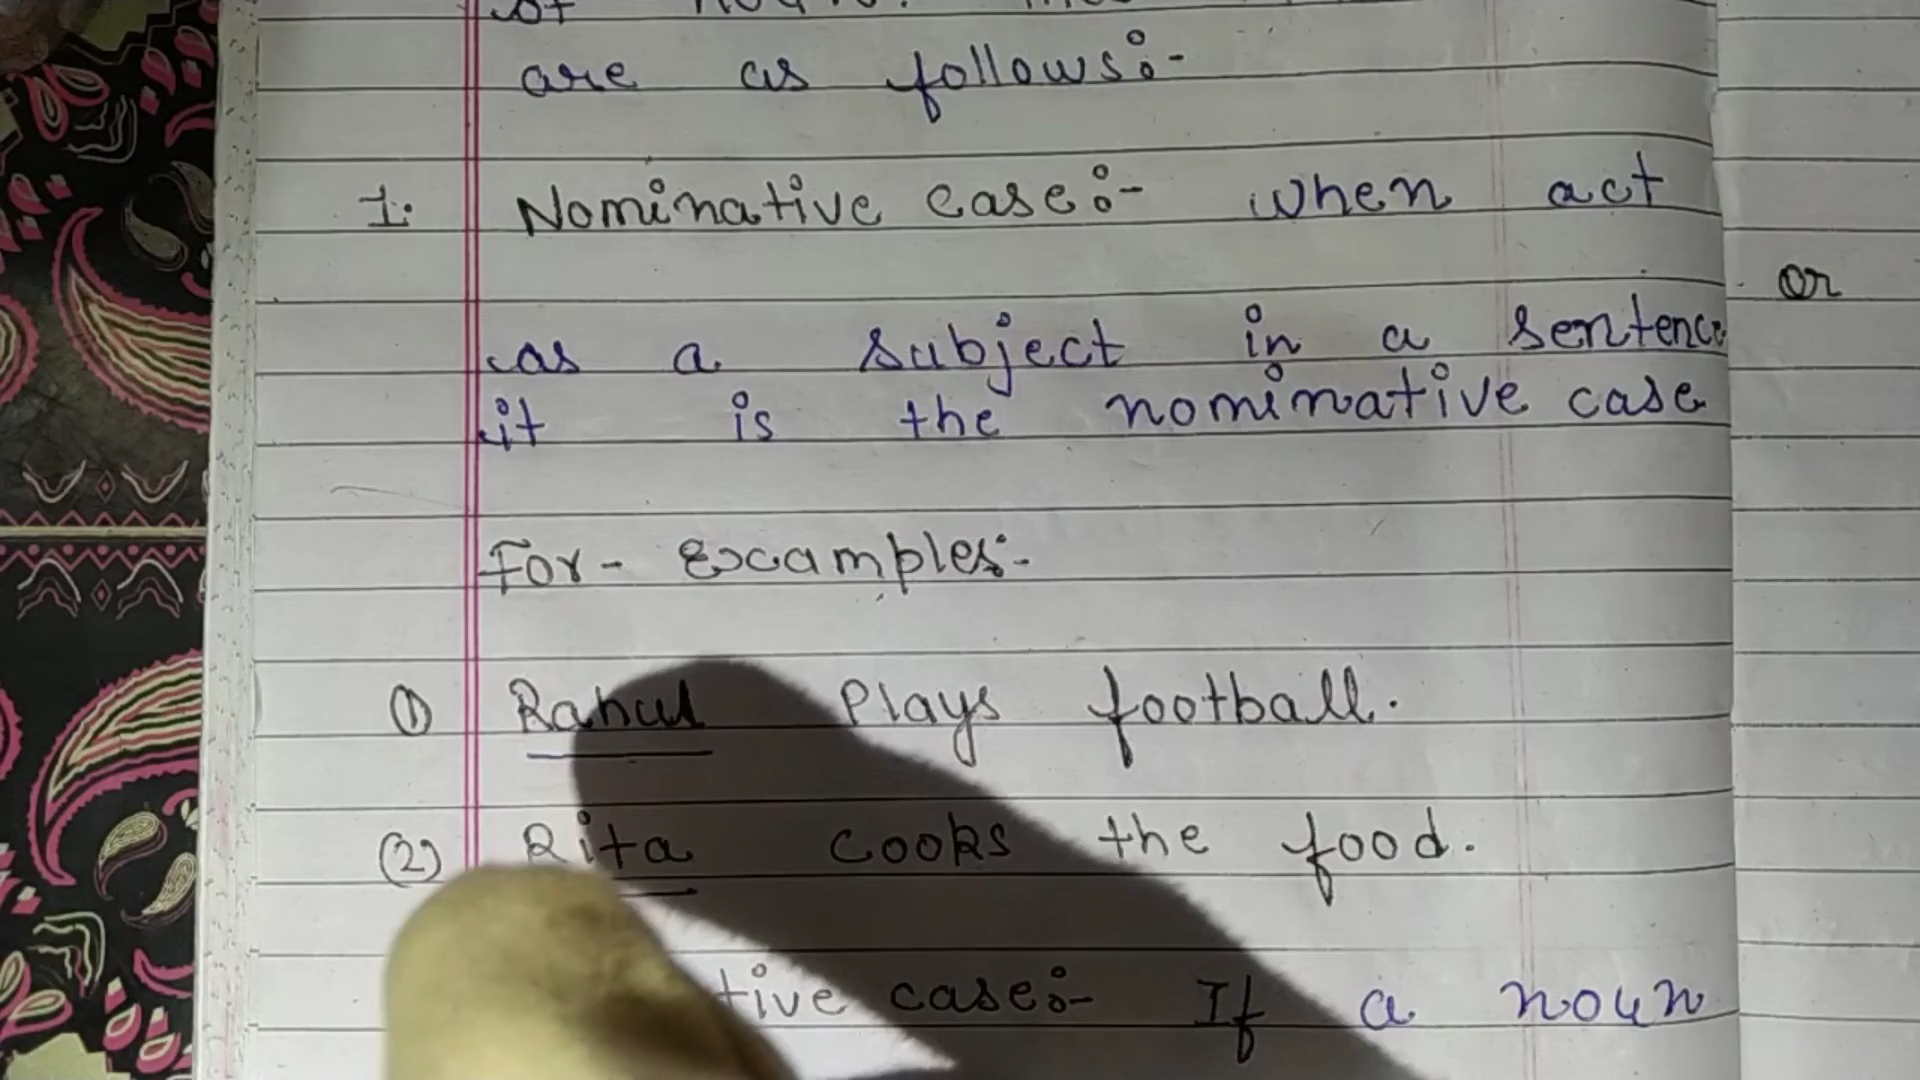 are as follows:-
1. Nominative case:- when act
or
as a subject in a sentence
it is the nominative case
For- examples:-
(1) Rahul Plays football.
(2) Rita cooks the food.
case:- If a noun